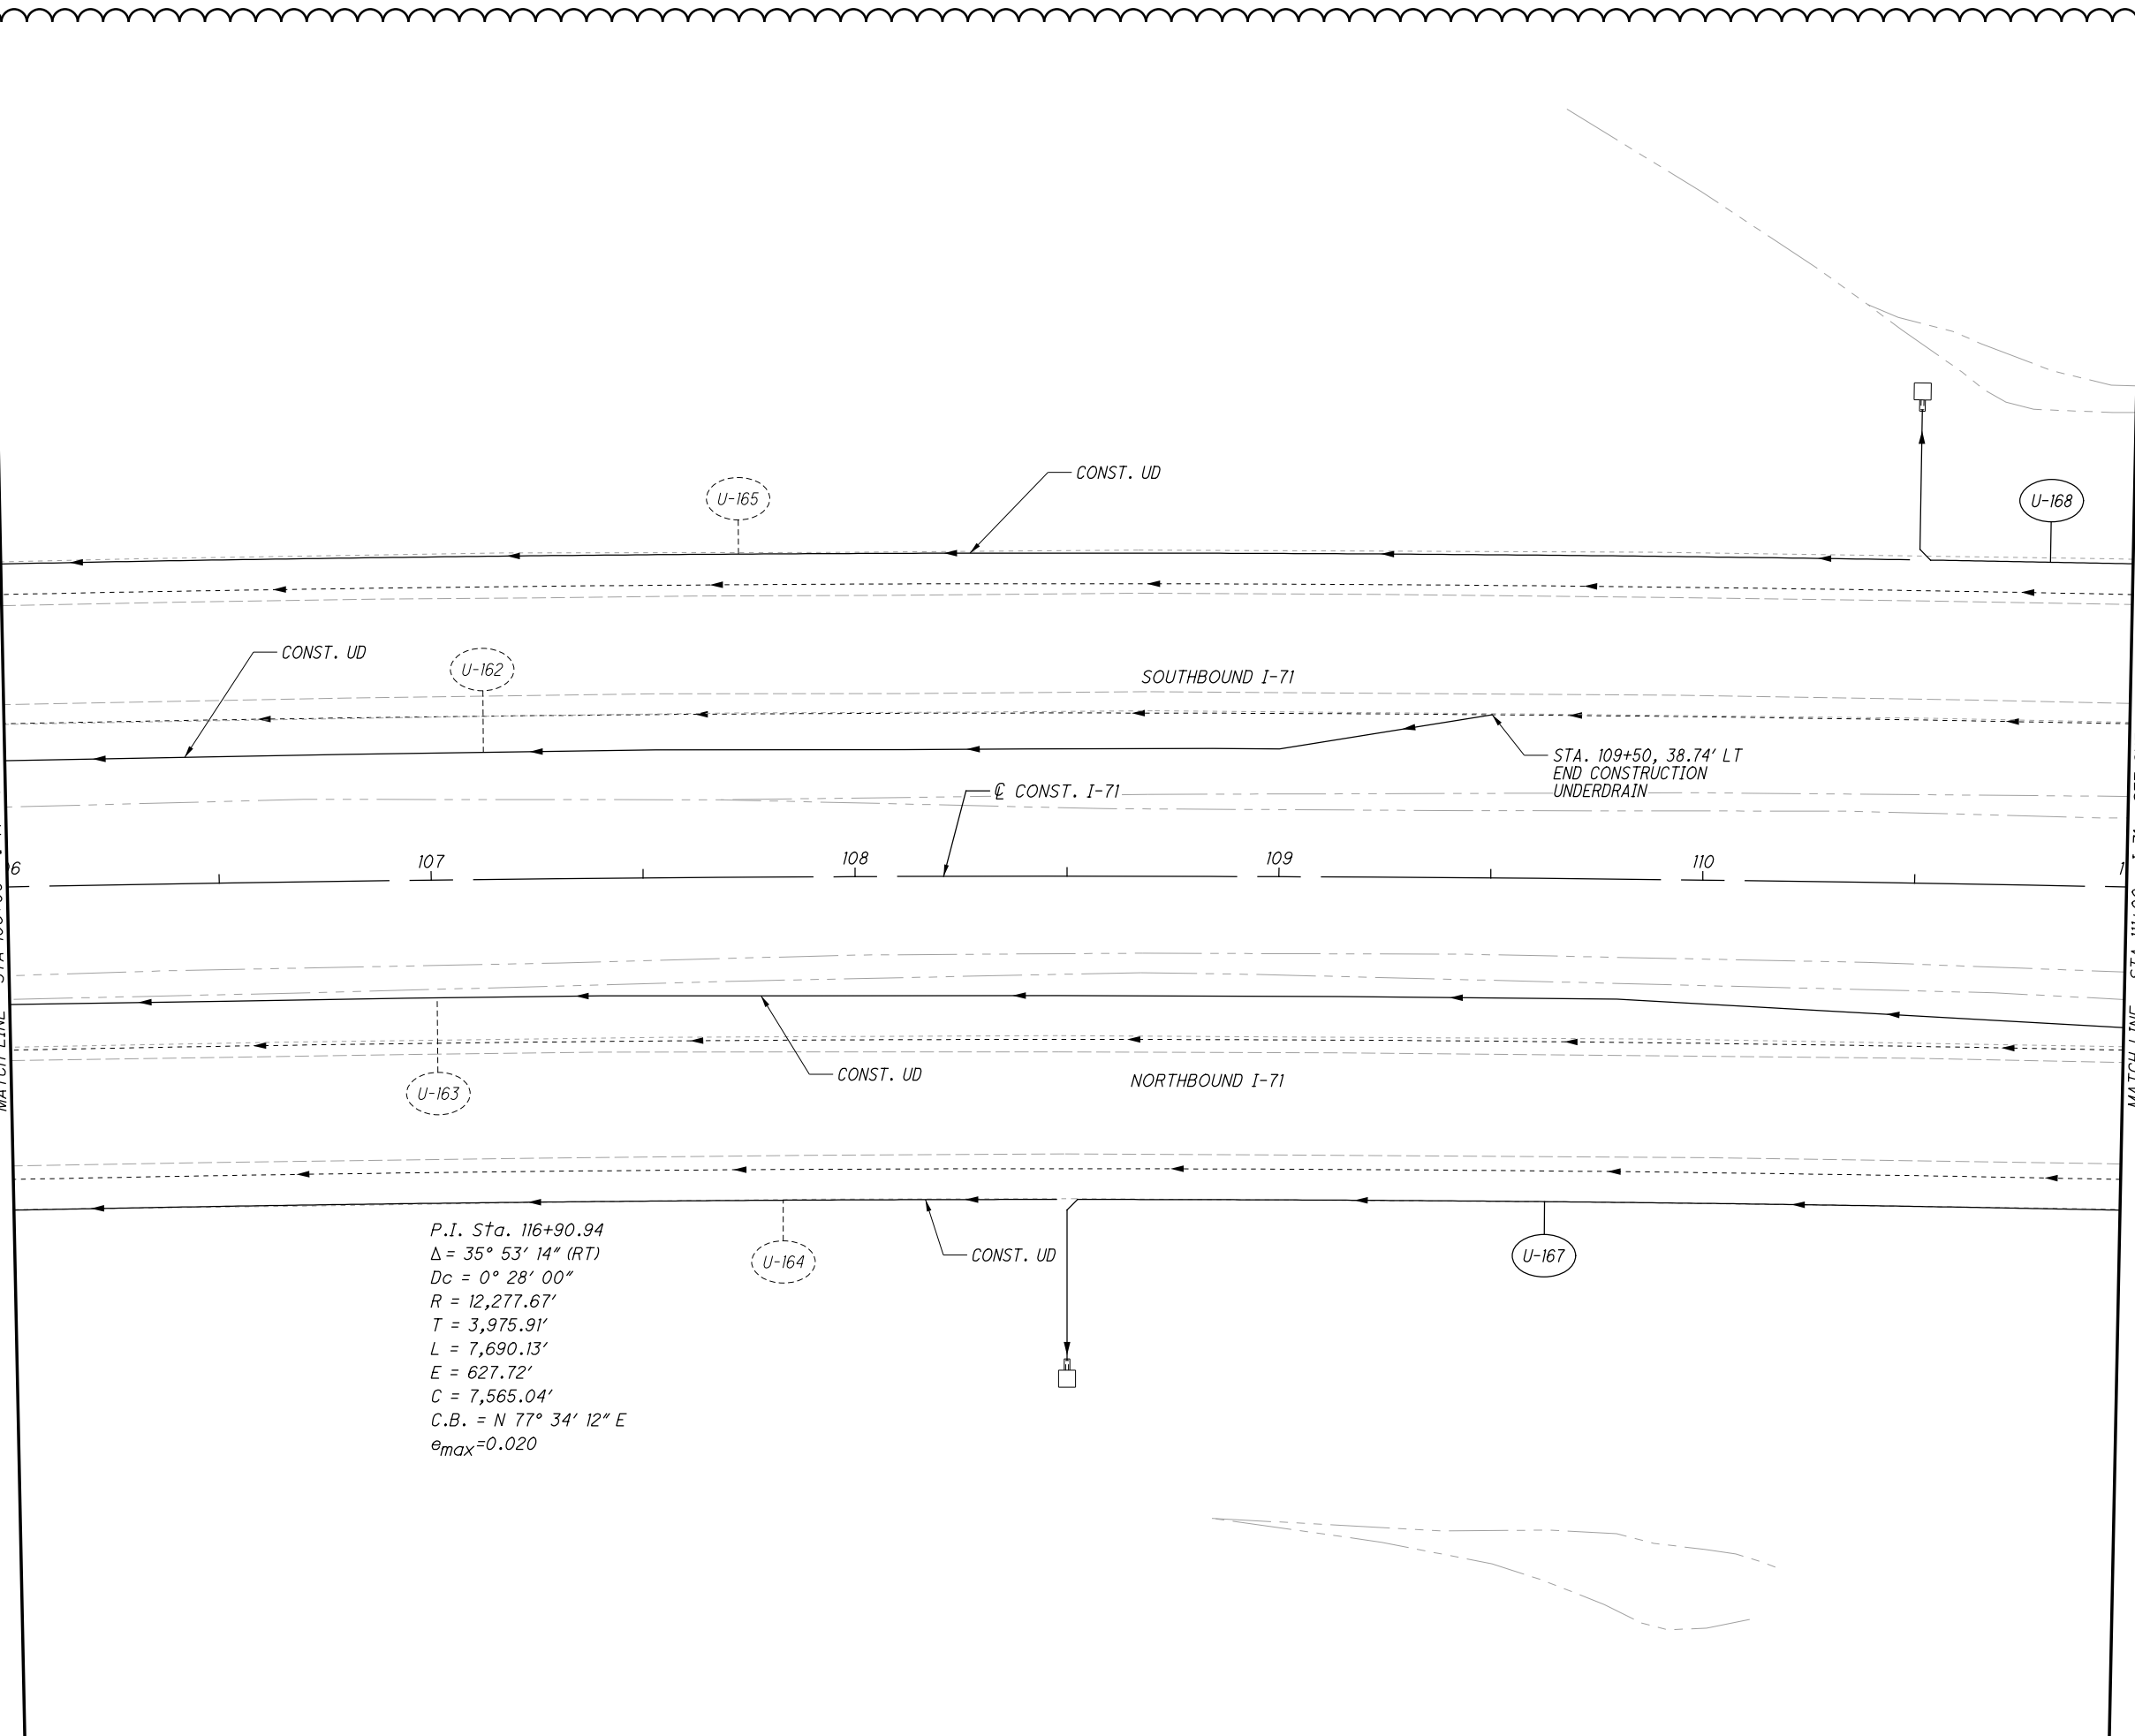 CONST. UD
U-165
U-168
CONST. UD
U-162
SOUTHBOUND I-71
STA. 109+50, 38.74' LT
END CONSTRUCTION
UNDERDRAIN
℄ CONST. I-71
107
108
109
110
U-163
CONST. UD
NORTHBOUND I-71
U-164
CONST. UD
U-167
P.I. Sta. 116+90.94
Δ = 35° 53' 14" (RT)
Dc = 0° 28' 00"
R = 12,277.67'
T = 3,975.91'
L = 7,690.13'
E = 627.72'
C = 7,565.04'
C.B. = N 77° 34' 12" E
emax=0.020